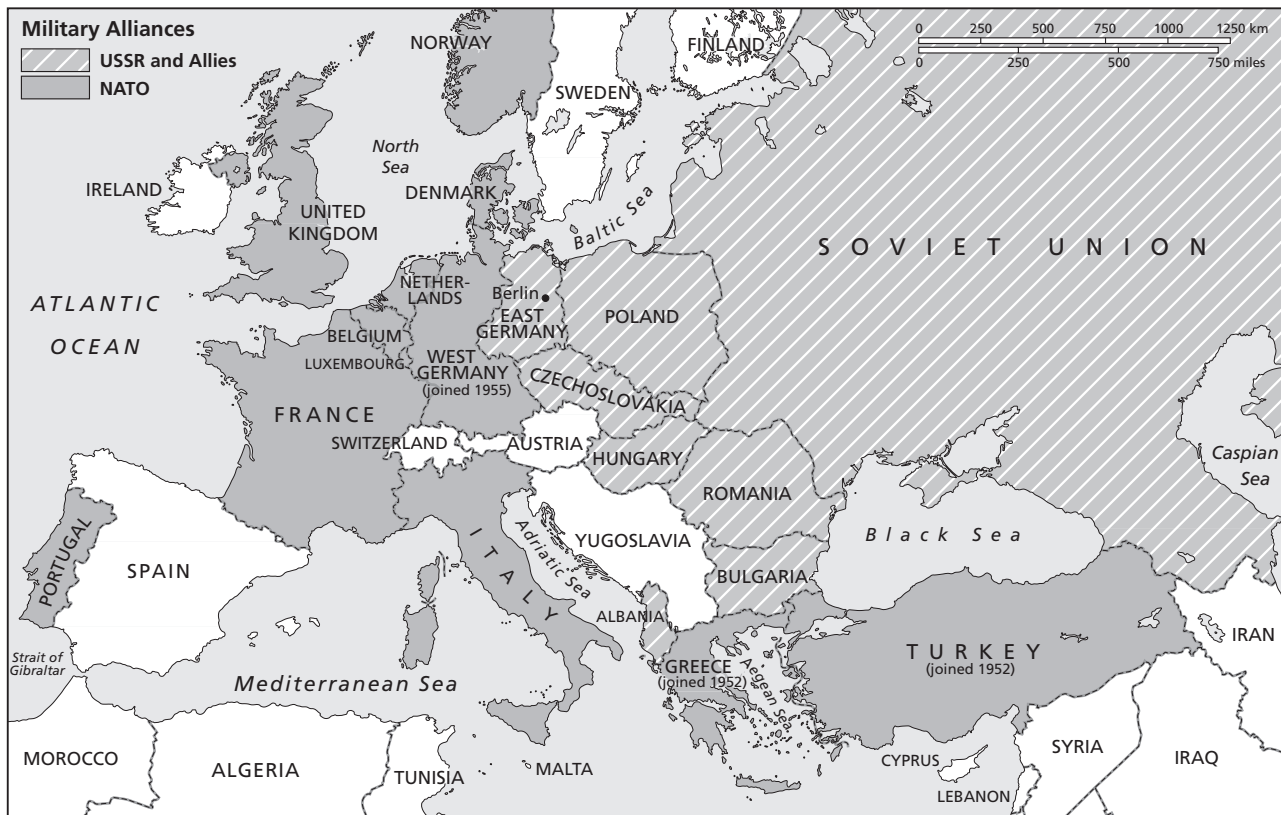 Military Alliances
USSR and Allies
NATO
0 250 500 750 1000 1250 km
0 250 500 750 miles
NORWAY
FINLAND
SWEDEN
North
Sea
IRELAND
DENMARK
UNITED
KINGDOM
Baltic Sea
SOVIET UNION
NETHER-
LANDS
Berlin
EAST
GERMANY
POLAND
ATLANTIC
OCEAN
BELGIUM
LUXEMBOURG
WEST
GERMANY
(joined 1955)
CZECHOSLOVAKIA
FRANCE
SWITZERLAND
AUSTRIA
HUNGARY
Caspian
Sea
ROMANIA
Black Sea
PORTUGAL
SPAIN
ITALY
Adriatic Sea
YUGOSLAVIA
BULGARIA
ALBANIA
IRAN
Strait of
Gibraltar
Mediterranean Sea
GREECE
(joined 1952)
Aegean Sea
TURKEY
(joined 1952)
MOROCCO
ALGERIA
TUNISIA
MALTA
CYPRUS
LEBANON
SYRIA
IRAQ